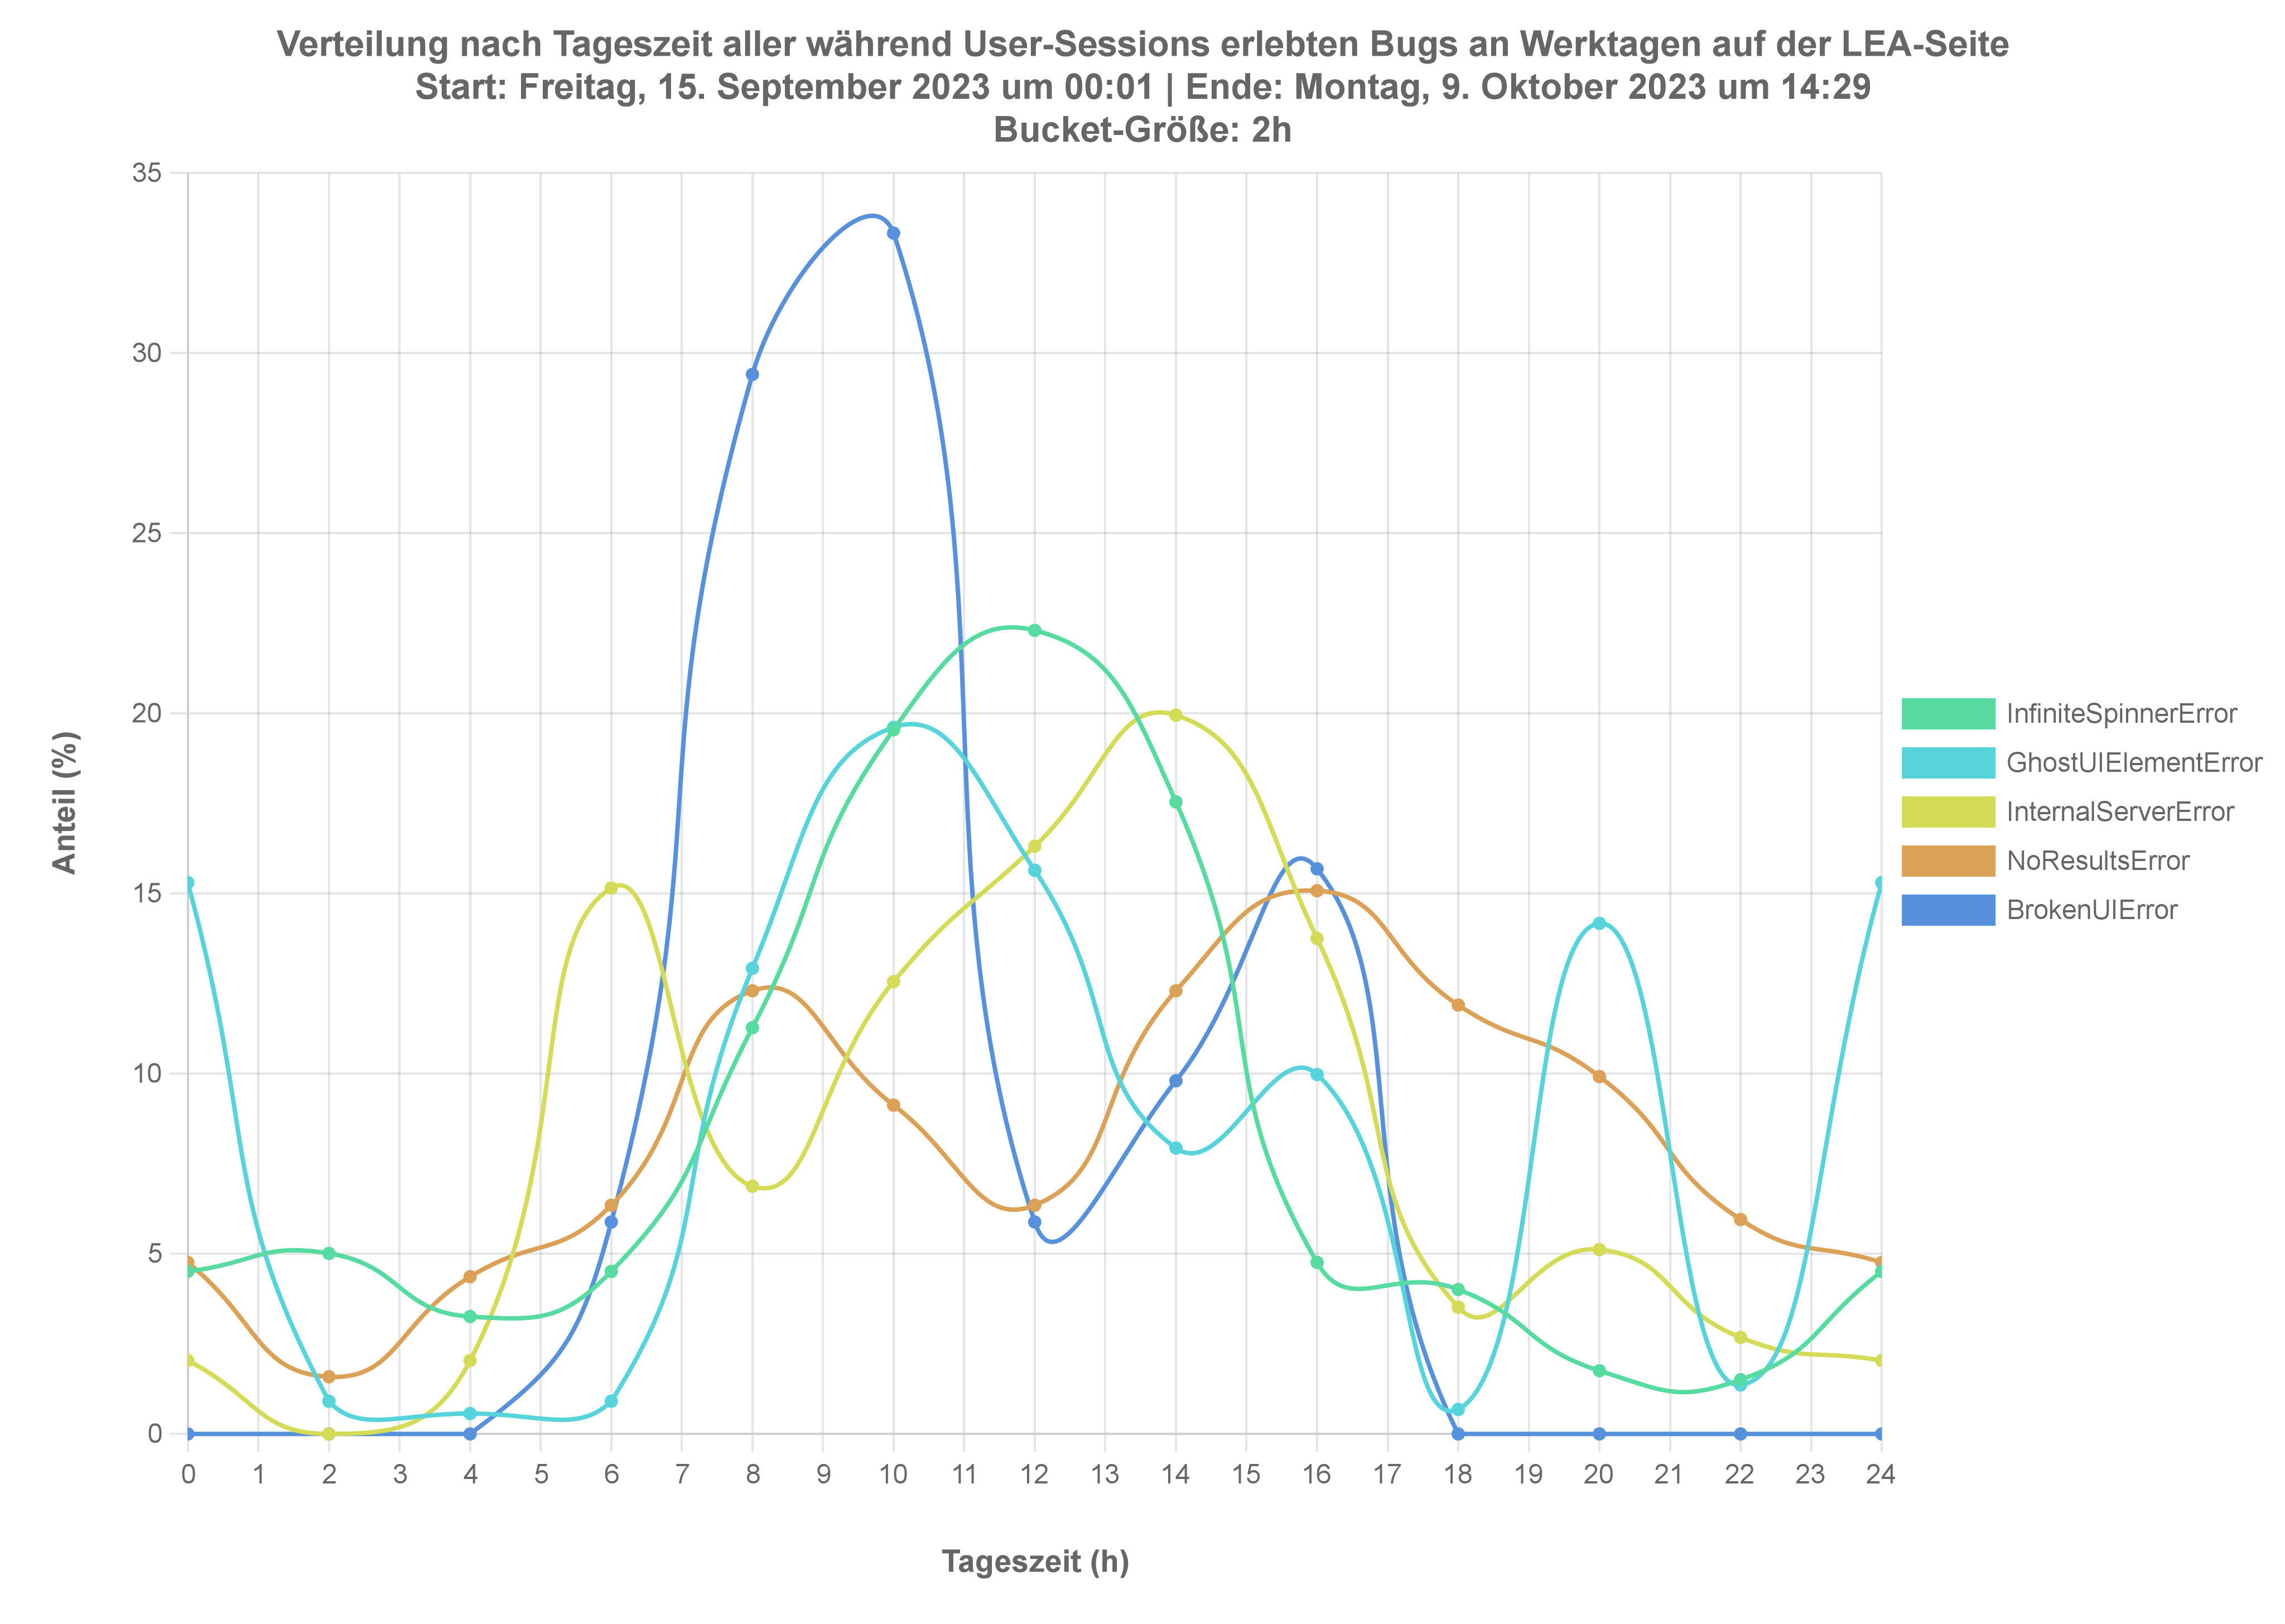 Verteilung nach Tageszeit aller während User-Sessions erlebten Bugs an Werktagen auf der LEA-Seite
Start: Freitag, 15. September 2023 um 00:01 | Ende: Montag, 9. Oktober 2023 um 14:29
Bucket-Größe: 2h
35
30
25
20
15
10
5
0
Anteil (%)
0 1 2 3 4 5 6 7 8 9 10 11 12 13 14 15 16 17 18 19 20 21 22 23 24
Tageszeit (h)
InfiniteSpinnerError
GhostUIElementError
InternalServerError
NoResultsError
BrokenUIError